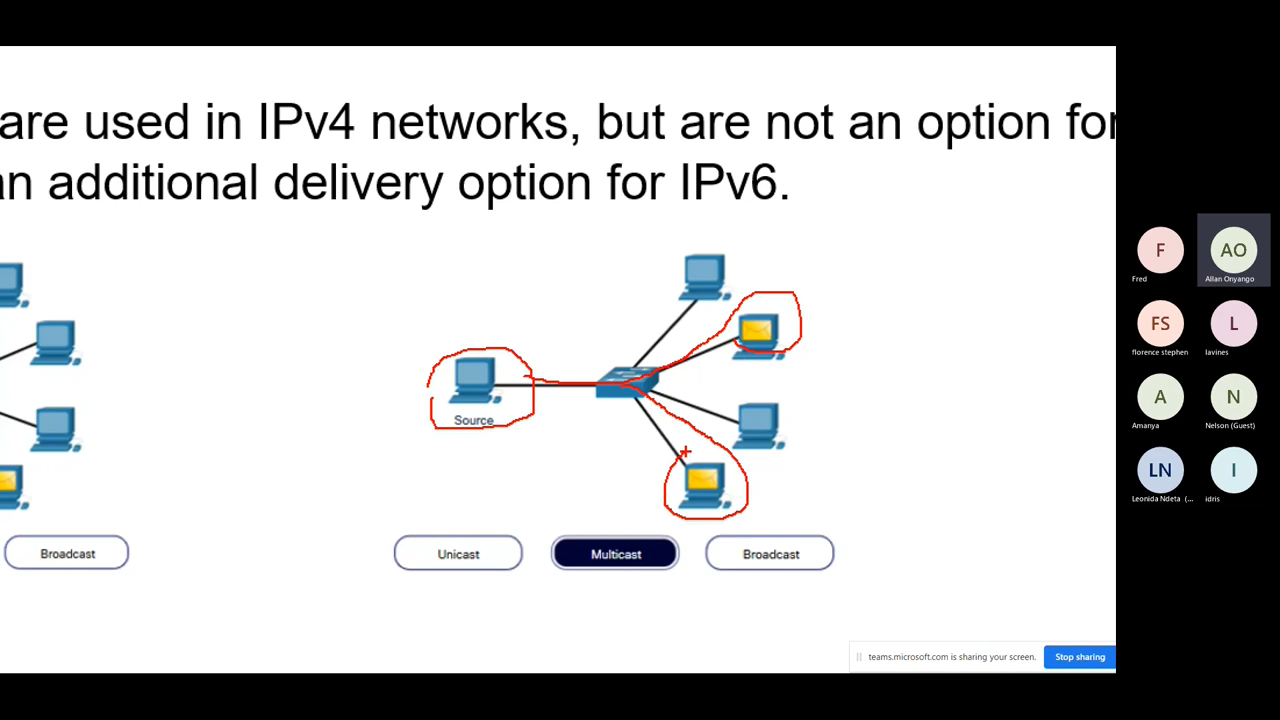 are used in IPv4 networks, but are not an option for
an additional delivery option for IPv6.
Source
Broadcast
Unicast
Multicast
Broadcast
teams.microsoft.com is sharing your screen.
Stop sharing
F
Fred
AO
Allan Onyango
FS
florence stephen
L
lavines
A
Amanya
N
Nelson (Guest)
LN
Leonida Ndeta (...
I
idris